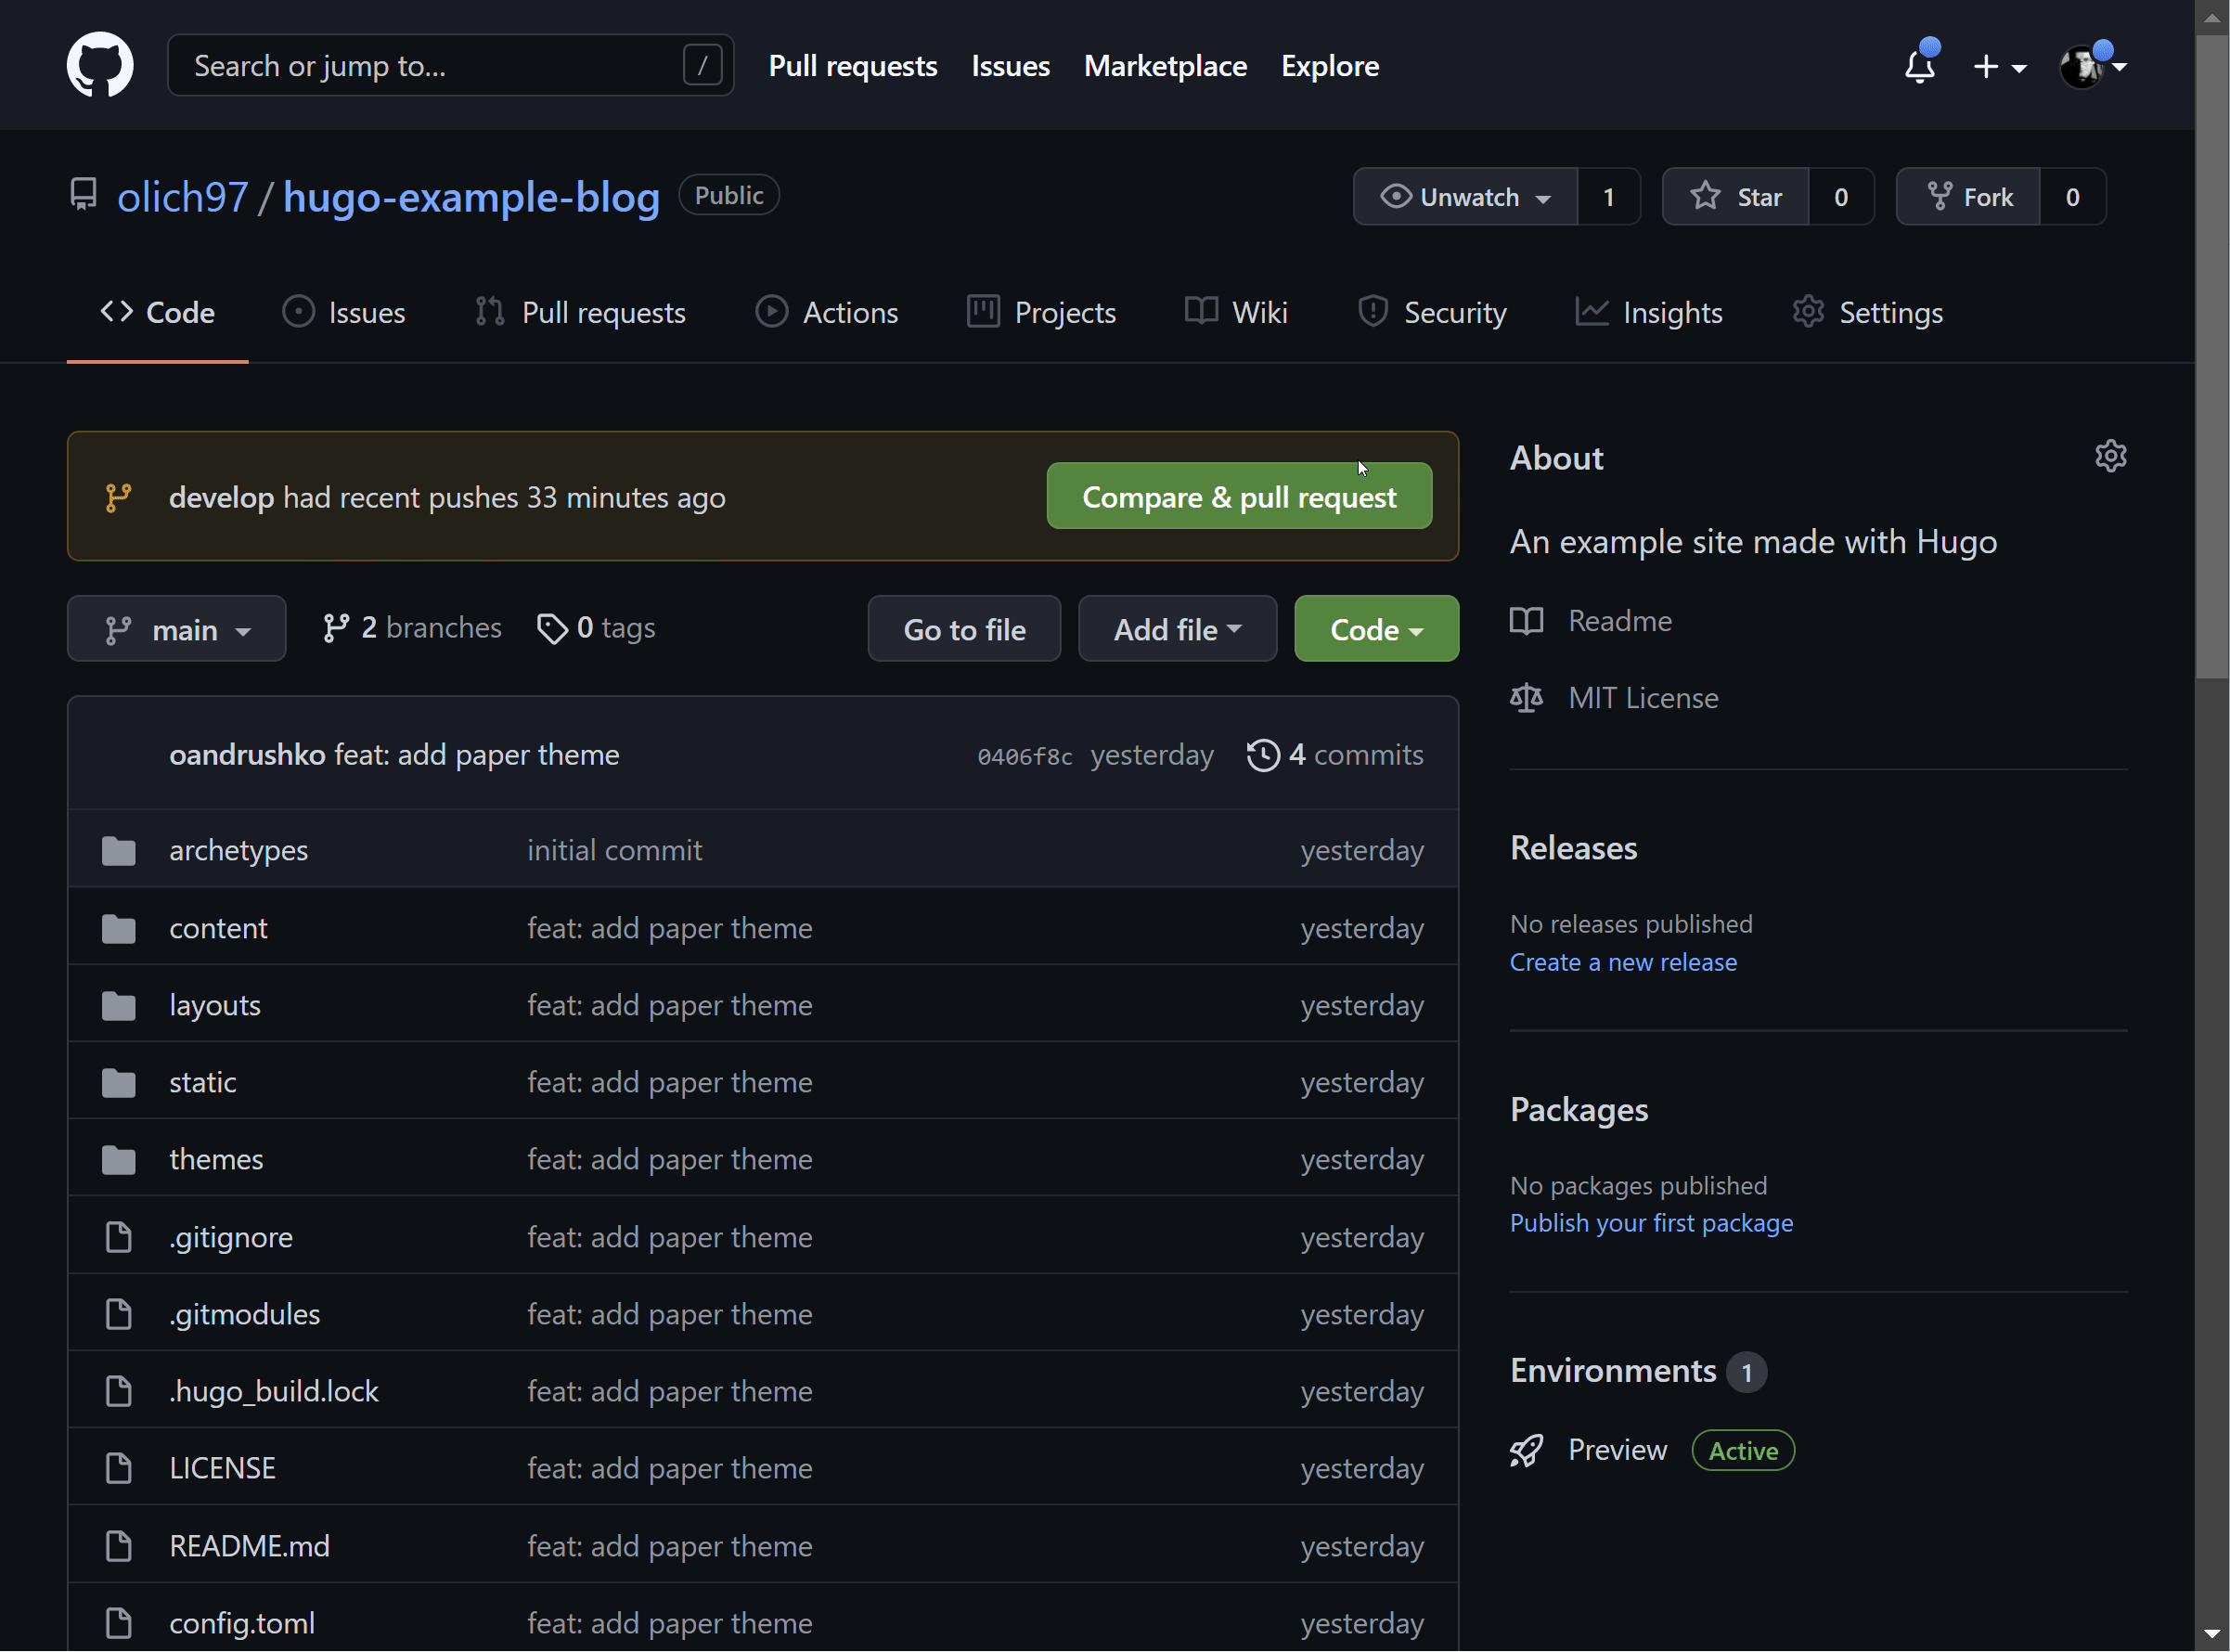 Search or jump to... /
Pull requests Issues Marketplace Explore
olich97 / hugo-example-blog Public
Unwatch 1 Star 0 Fork 0
Code Issues Pull requests Actions Projects Wiki Security Insights Settings
develop had recent pushes 33 minutes ago
Compare & pull request
main 2 branches 0 tags Go to file Add file Code
oandrushko feat: add paper theme 0406f8c yesterday 4 commits
archetypes initial commit yesterday
content feat: add paper theme yesterday
layouts feat: add paper theme yesterday
static feat: add paper theme yesterday
themes feat: add paper theme yesterday
.gitignore feat: add paper theme yesterday
.gitmodules feat: add paper theme yesterday
.hugo_build.lock feat: add paper theme yesterday
LICENSE feat: add paper theme yesterday
README.md feat: add paper theme yesterday
config.toml feat: add paper theme yesterday
About
An example site made with Hugo
Readme
MIT License
Releases
No releases published
Create a new release
Packages
No packages published
Publish your first package
Environments 1
Preview Active